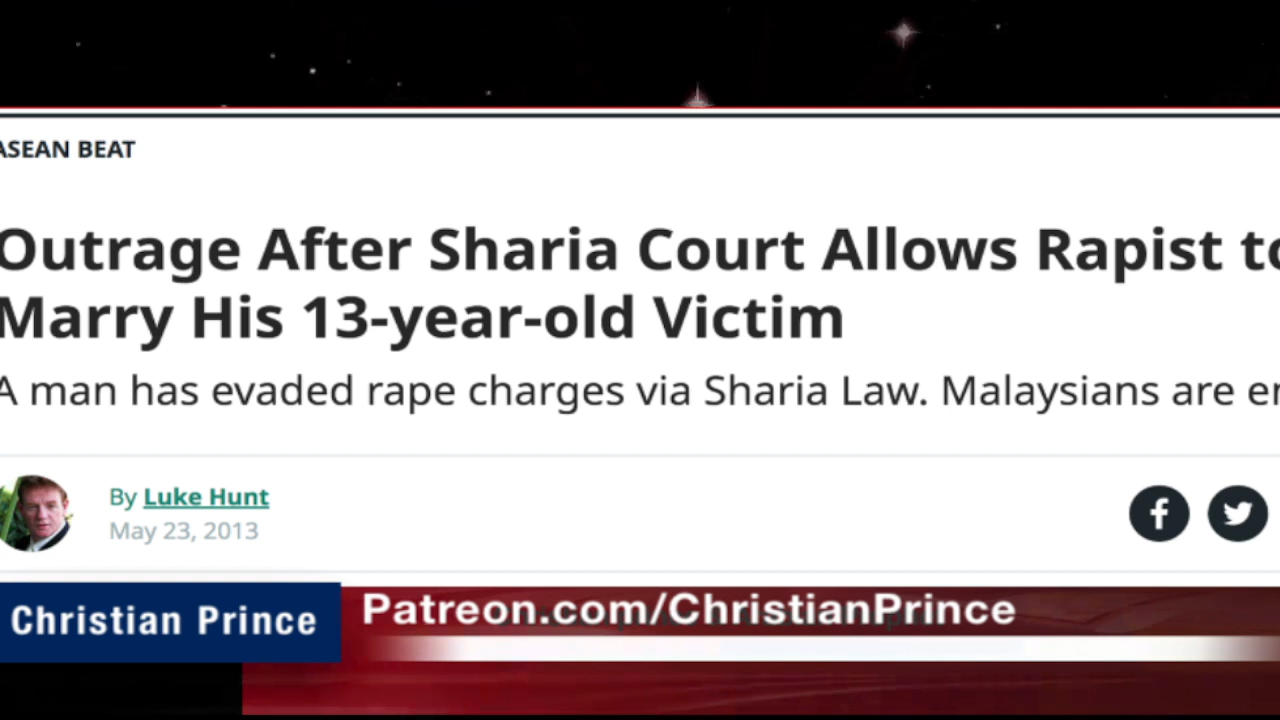 ASEAN BEAT
Outrage After Sharia Court Allows Rapist to
Marry His 13-year-old Victim
A man has evaded rape charges via Sharia Law. Malaysians are
By Luke Hunt
May 23, 2013
Christian Prince
Patreon.com/ChristianPrince